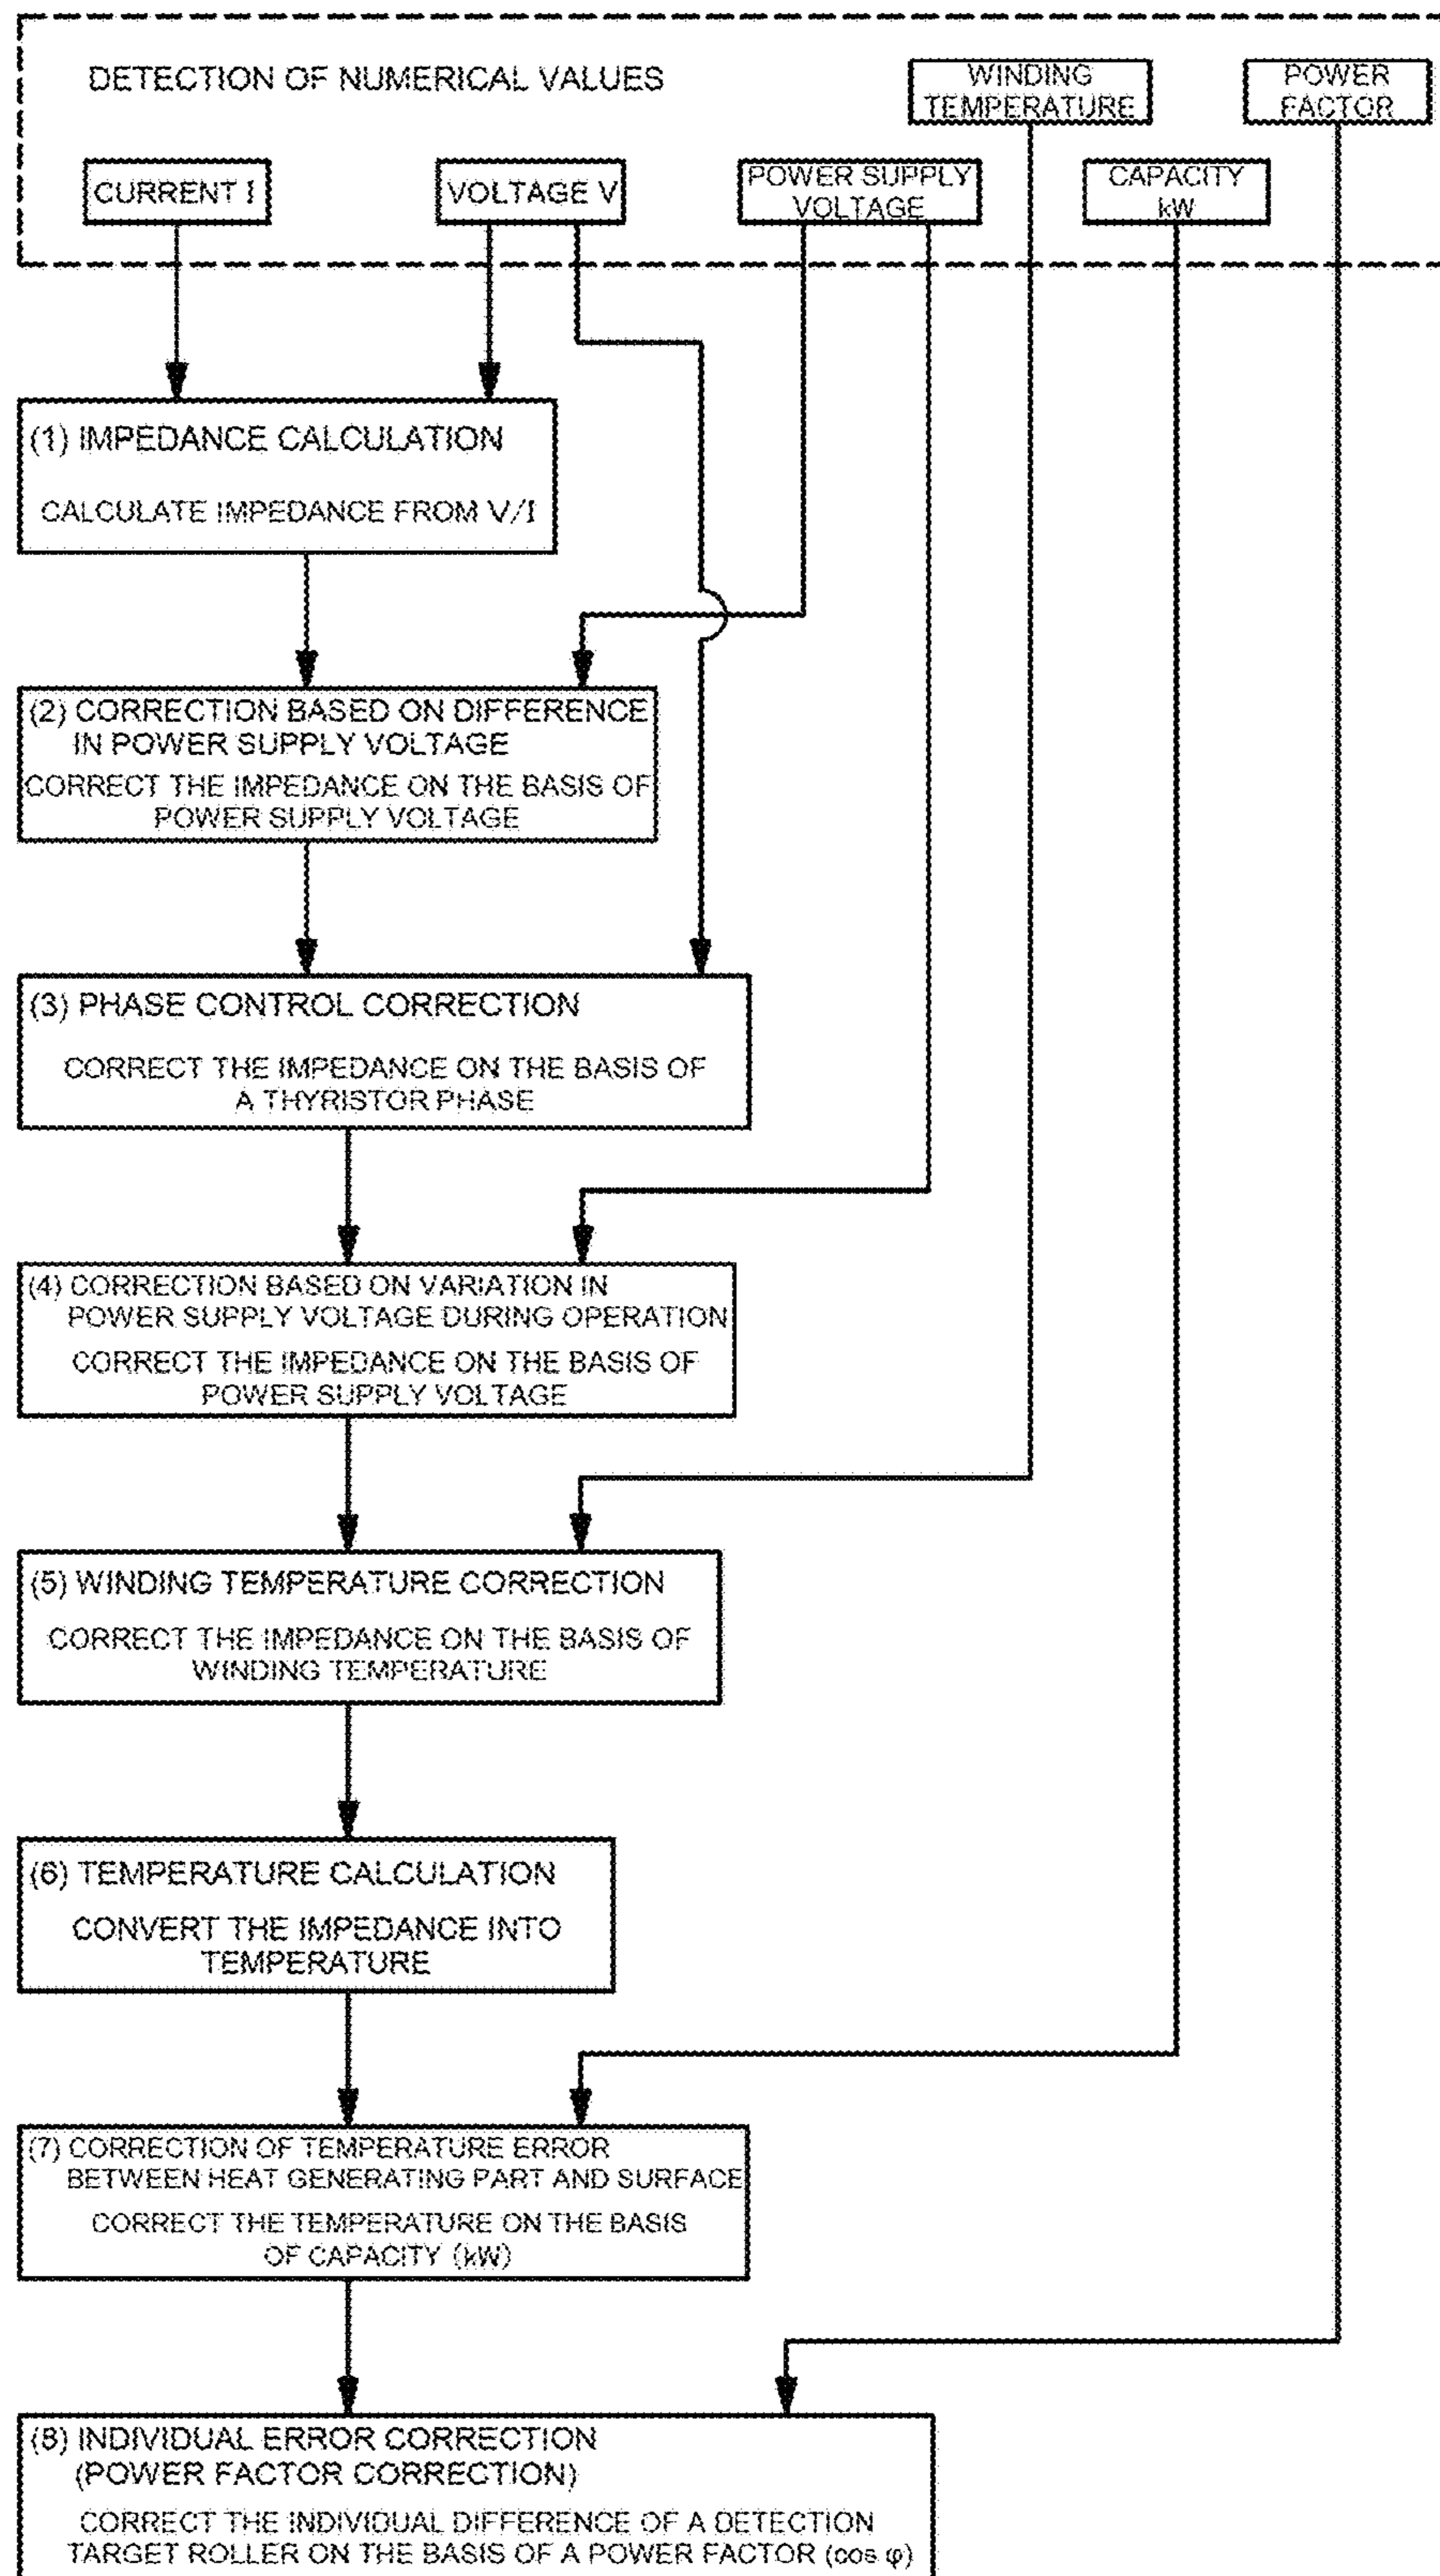 DETECTION OF NUMERICAL VALUES
WINDING
TEMPERATURE
POWER
FACTOR
CURRENT I
VOLTAGE V
POWER SUPPLY
VOLTAGE
CAPACITY
kW
(1) IMPEDANCE CALCULATION
CALCULATE IMPEDANCE FROM V/I
(2) CORRECTION BASED ON DIFFERENCE
IN POWER SUPPLY VOLTAGE
CORRECT THE IMPEDANCE ON THE BASIS OF
POWER SUPPLY VOLTAGE
(3) PHASE CONTROL CORRECTION
CORRECT THE IMPEDANCE ON THE BASIS OF
A THYRISTOR PHASE
(4) CORRECTION BASED ON VARIATION IN
POWER SUPPLY VOLTAGE DURING OPERATION
CORRECT THE IMPEDANCE ON THE BASIS OF
POWER SUPPLY VOLTAGE
(5) WINDING TEMPERATURE CORRECTION
CORRECT THE IMPEDANCE ON THE BASIS OF
WINDING TEMPERATURE
(6) TEMPERATURE CALCULATION
CONVERT THE IMPEDANCE INTO
TEMPERATURE
(7) CORRECTION OF TEMPERATURE ERROR
BETWEEN HEAT GENERATING PART AND SURFACE
CORRECT THE TEMPERATURE ON THE BASIS
OF CAPACITY (kW)
(8) INDIVIDUAL ERROR CORRECTION
(POWER FACTOR CORRECTION)
CORRECT THE INDIVIDUAL DIFFERENCE OF A DETECTION
TARGET ROLLER ON THE BASIS OF A POWER FACTOR (cos φ)